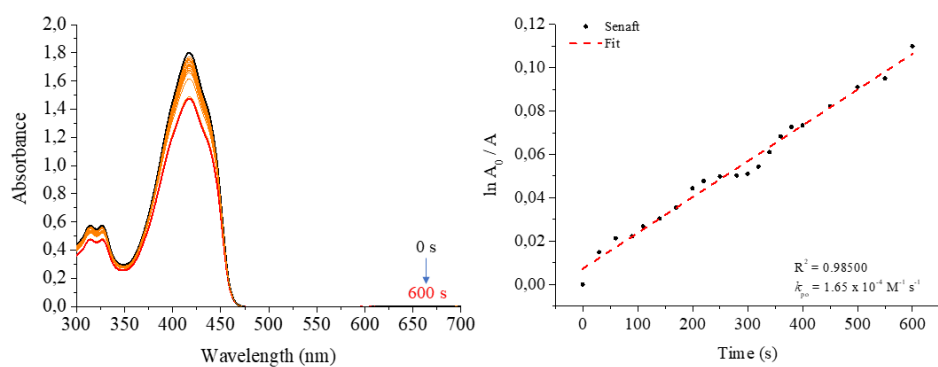 2,0
1,8
1,6
1,4
1,2
1,0
0,8
0,6
0,4
0,2
0,0
Absorbance
0 s
600 s
300 350 400 450 500 550 600 650 700
Wavelength (nm)
0,12
0,10
0,08
0,06
0,04
0,02
0,00
ln A0 / A
Senaft
Fit
R² = 0.98500
kpo = 1.65 x 10⁻⁴ M⁻¹ s⁻¹
0 100 200 300 400 500 600
Time (s)